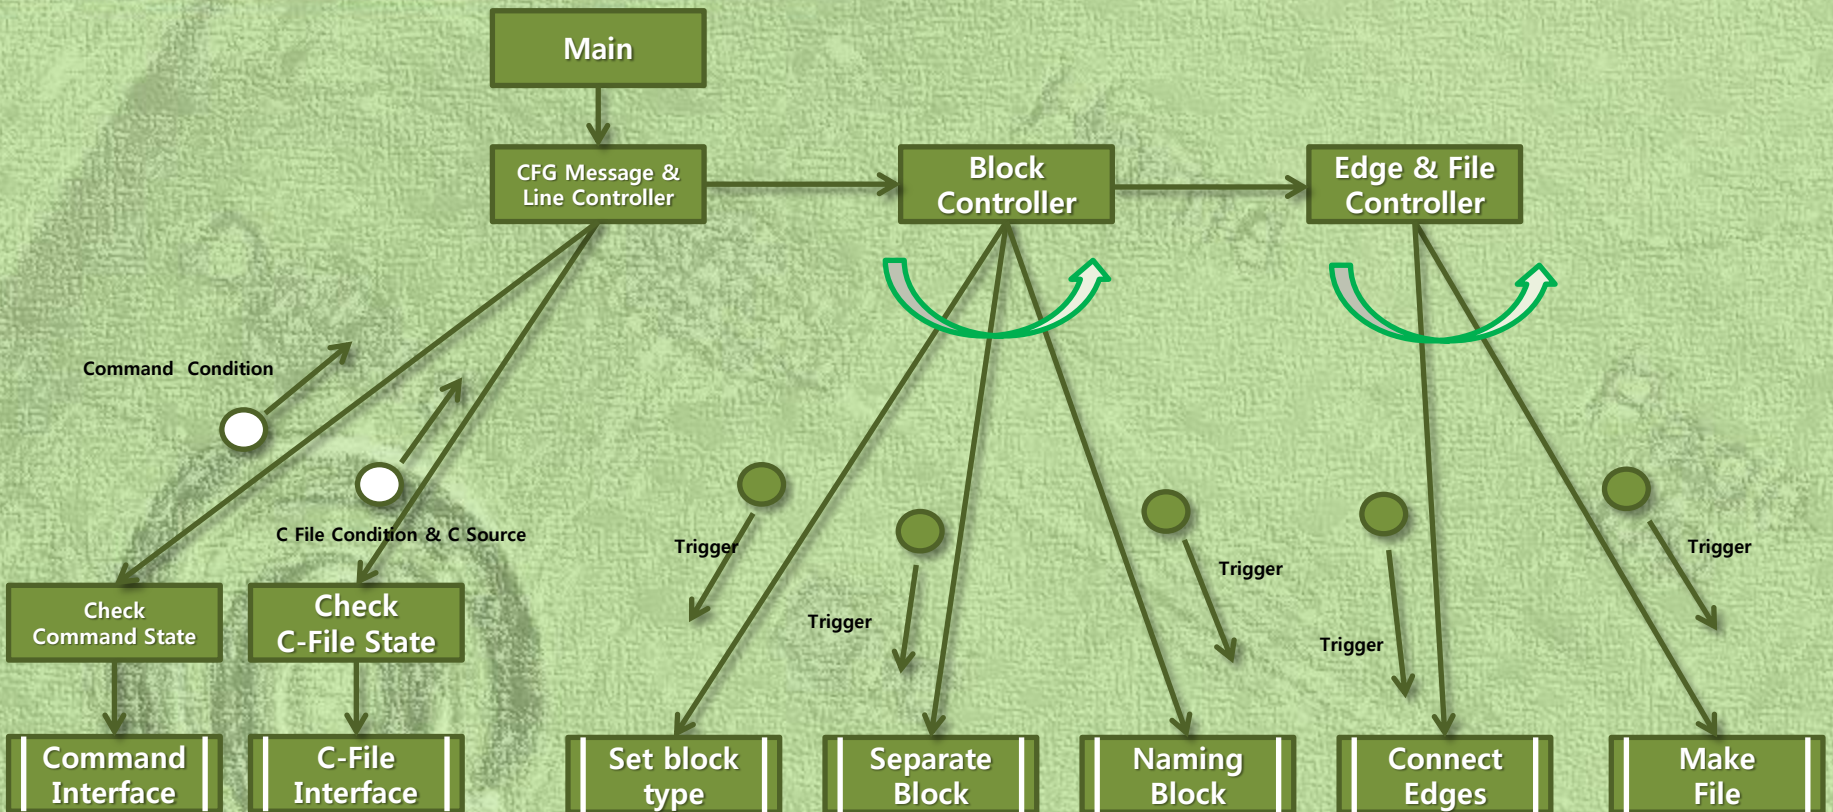 Main
CFG Message &
Line Controller
Block
Controller
Edge & File
Controller
Command Condition
C File Condition & C Source
Trigger
Trigger
Trigger
Trigger
Trigger
Check
Command State
Check
C-File State
Command
Interface
C-File
Interface
Set block
type
Separate
Block
Naming
Block
Connect
Edges
Make
File